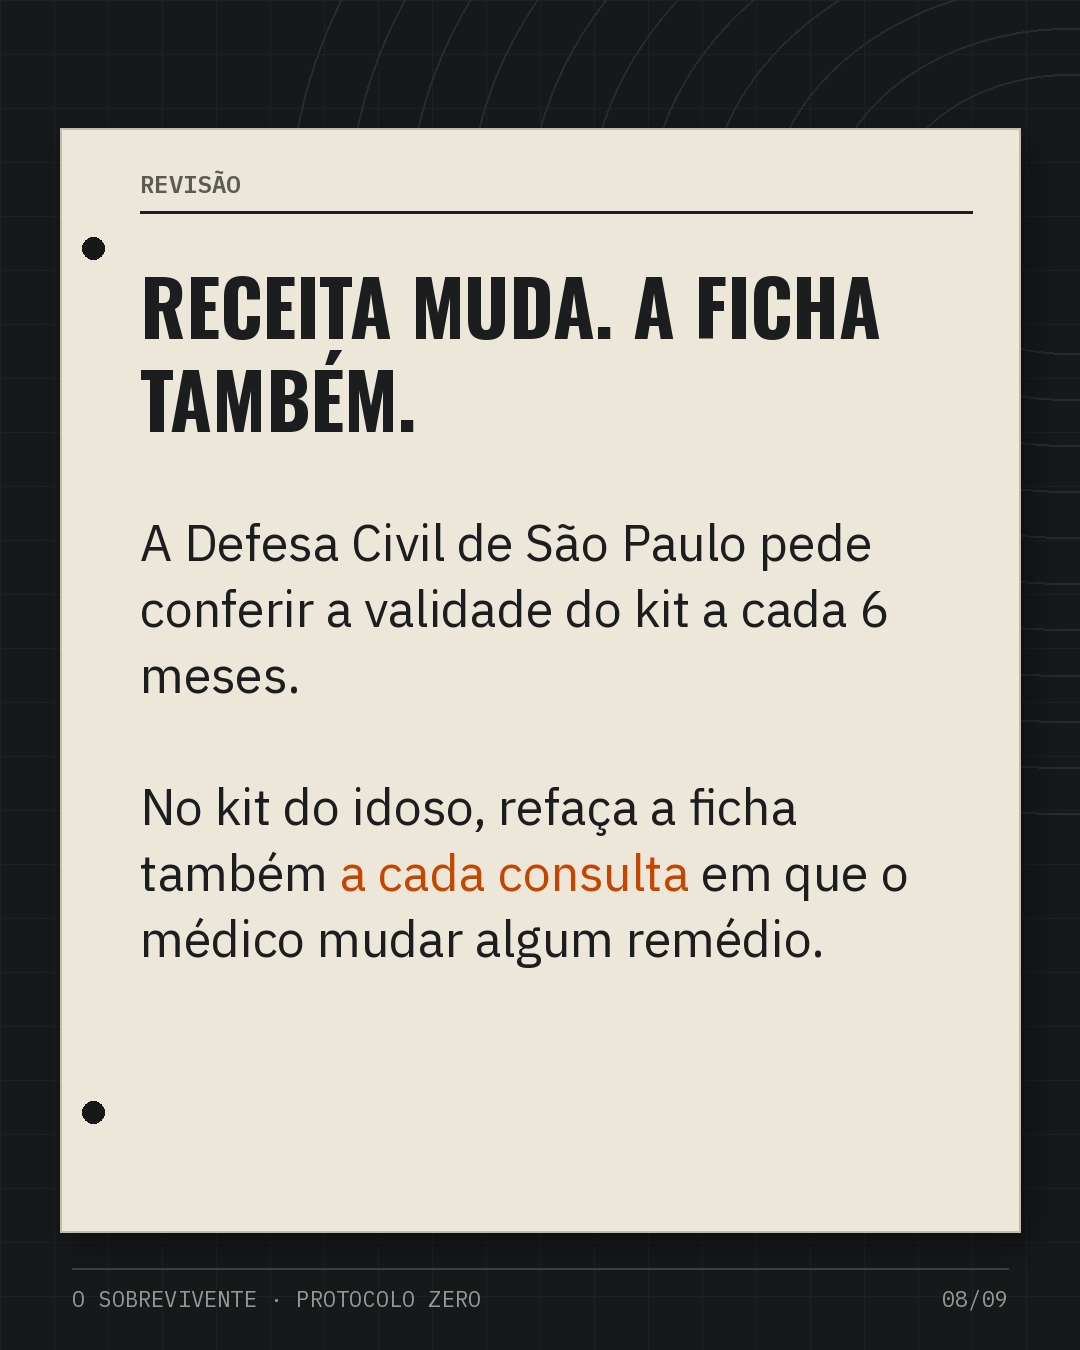 REVISÃO
RECEITA MUDA. A FICHA
TAMBÉM.
A Defesa Civil de São Paulo pede
conferir a validade do kit a cada 6
meses.
No kit do idoso, refaça a ficha
também a cada consulta em que o
médico mudar algum remédio.
O SOBREVIVENTE · PROTOCOLO ZERO
08/09